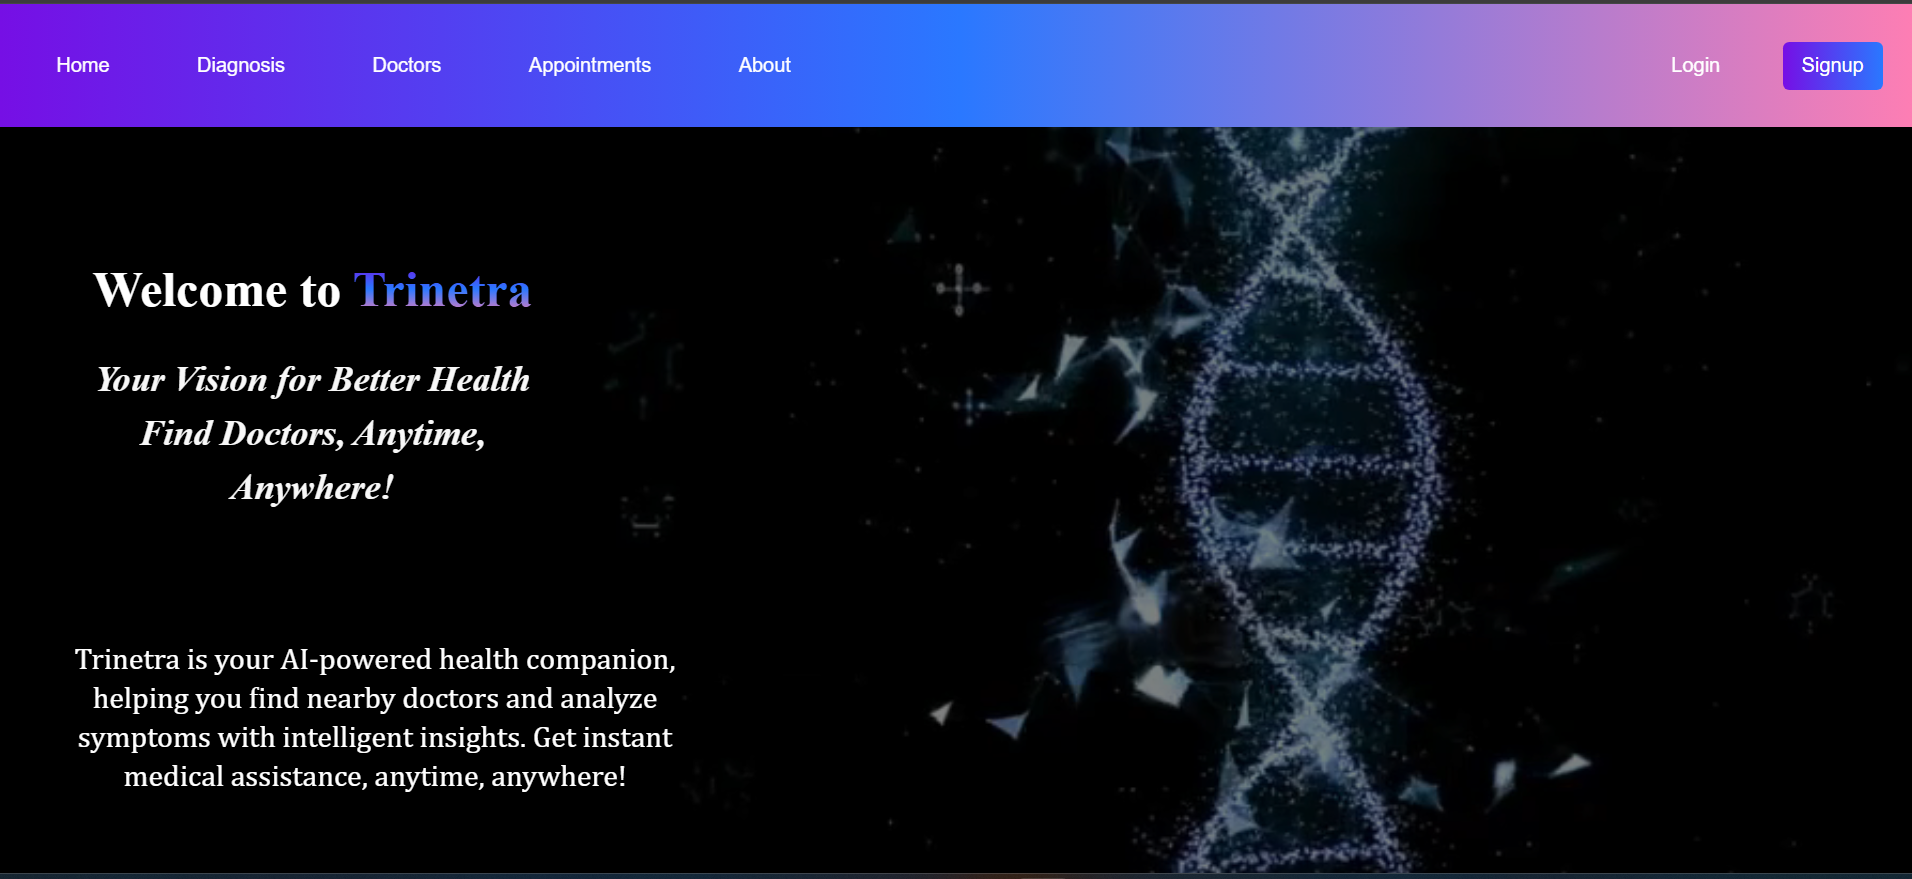 Home Diagnosis Doctors Appointments About Login Signup
Welcome to Trinetra
Your Vision for Better Health
Find Doctors, Anytime,
Anywhere!
Trinetra is your AI-powered health companion,
helping you find nearby doctors and analyze
symptoms with intelligent insights. Get instant
medical assistance, anytime, anywhere!